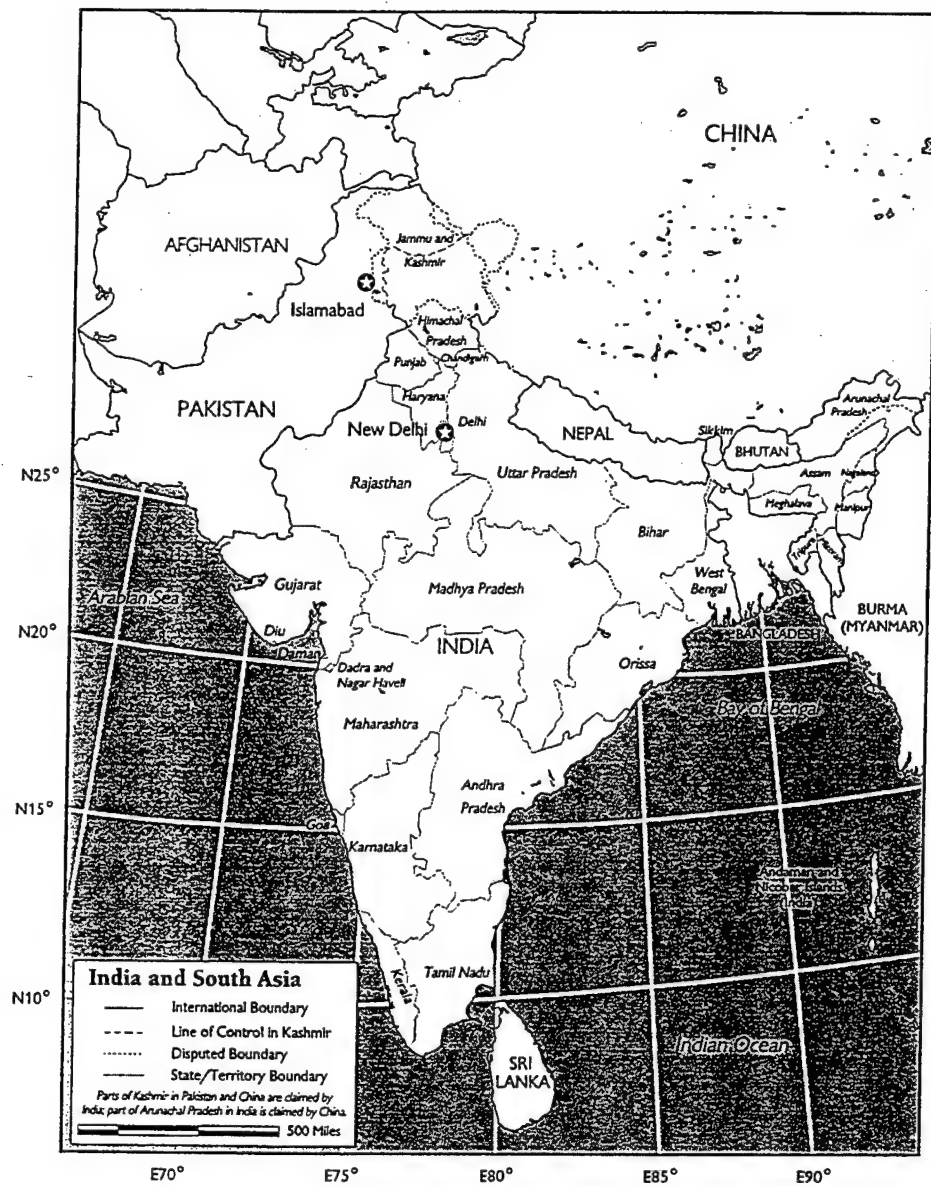 CHINA
AFGHANISTAN
Jammu and
Kashmir
Islamabad
Himachal
Pradesh
Chandigarh
Punjab
Haryana
PAKISTAN
New Delhi
Delhi
NEPAL
Sikkim
BHUTAN
Arunachal
Pradesh
N25°
Rajasthan
Uttar Pradesh
Assam
Nagaland
Meghalaya
Manipur
Bihar
Tripura
Gujarat
Madhya Pradesh
West
Bengal
Arabian Sea
BURMA
(MYANMAR)
N20°
Diu
Daman
INDIA
BANGLADESH
Dadra and
Nagar Haveli
Orissa
Maharashtra
Bay of Bengal
Andhra
Pradesh
N15°
Goa
Karnataka
Andaman and
Nicobar Islands
(India)
Tamil Nadu
Kerala
N10°
India and South Asia
International Boundary
Line of Control in Kashmir
Disputed Boundary
State/Territory Boundary
Parts of Kashmir in Pakistan and China are claimed by
India; part of Arunachal Pradesh in India is claimed by China.
500 Miles
SRI
LANKA
Indian Ocean
E70°
E75°
E80°
E85°
E90°